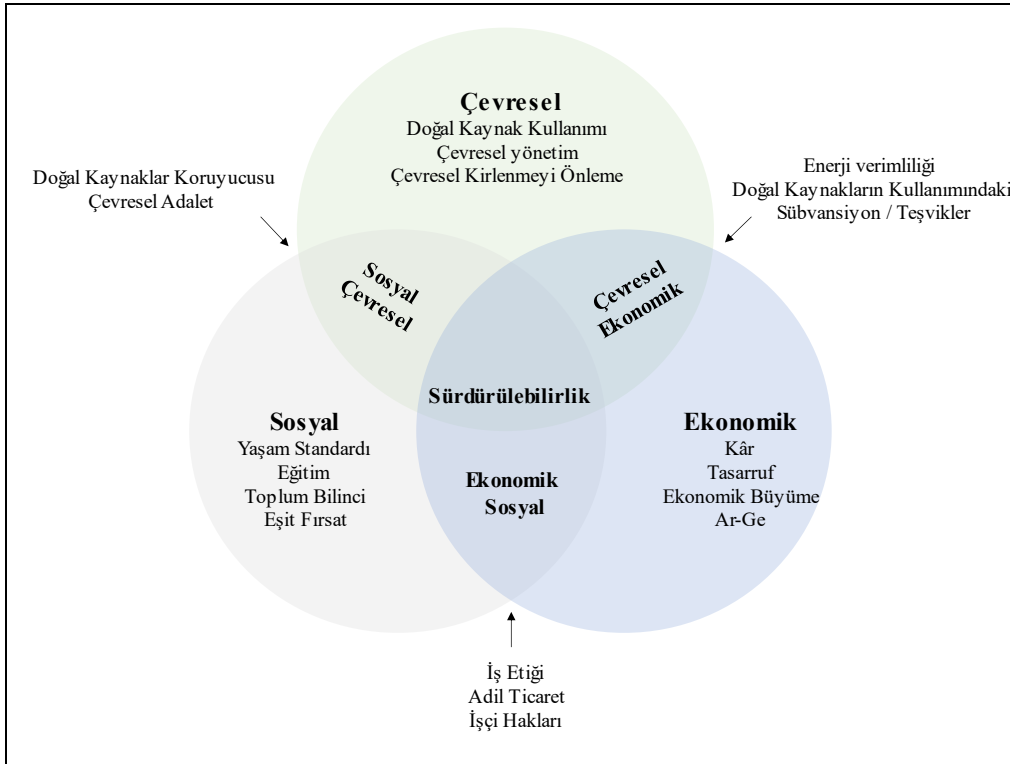 Çevresel
Doğal Kaynak Kullanımı
Çevresel yönetim
Çevresel Kirlenmeyi Önleme
Doğal Kaynaklar Koruyucusu
Çevresel Adalet
Enerji verimliliği
Doğal Kaynakların Kullanımındaki
Sübvansiyon / Teşvikler
Sosyal
Çevresel
Çevresel
Ekonomik
Sürdürülebilirlik
Sosyal
Yaşam Standardı
Eğitim
Toplum Bilinci
Eşit Fırsat
Ekonomik
Sosyal
Ekonomik
Kâr
Tasarruf
Ekonomik Büyüme
Ar-Ge
İş Etiği
Adil Ticaret
İşçi Hakları